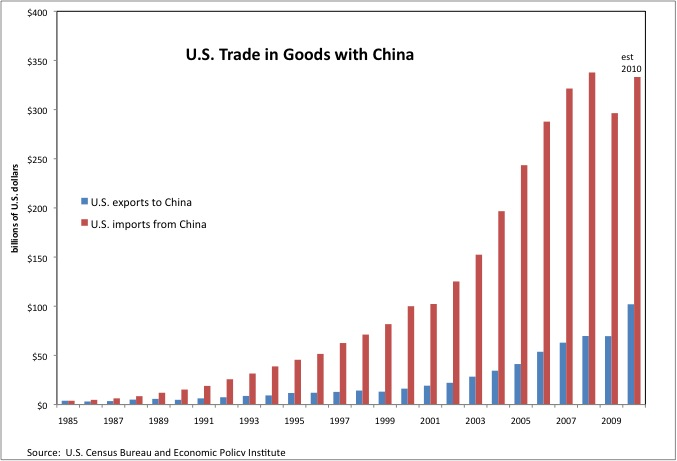 $400
U.S. Trade in Goods with China
est
2010
$350
$300
$250
$200
$150
$100
$50
$0
billions of U.S. dollars
U.S. exports to China
U.S. imports from China
1985 1987 1989 1991 1993 1995 1997 1999 2001 2003 2005 2007 2009
Source: U.S. Census Bureau and Economic Policy Institute